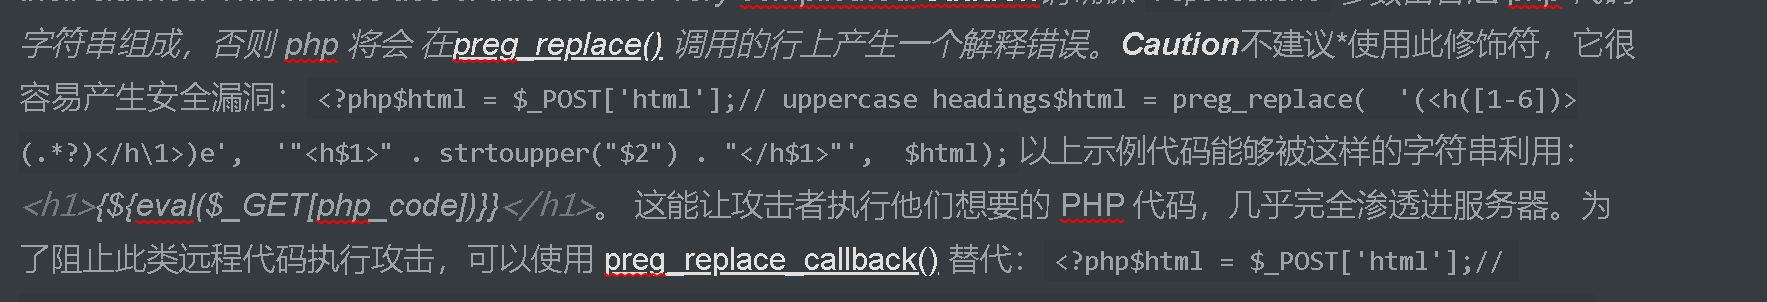 字符串组成，否则 php 将会 在preg_replace() 调用的行上产生一个解释错误。Caution不建议*使用此修饰符，它很
容易产生安全漏洞： <?php$html = $_POST['html'];// uppercase headings$html = preg_replace(  '(<h([1-6])>
(.*?)</h\1>)e',  '"<h$1>" . strtoupper("$2") . "</h$1>"',  $html); 以上示例代码能够被这样的字符串利用：
<h1>{${eval($_GET[php_code])}}</h1>。 这能让攻击者执行他们想要的 PHP 代码，几乎完全渗透进服务器。为
了阻止此类远程代码执行攻击，可以使用 preg_replace_callback() 替代： <?php$html = $_POST['html'];//